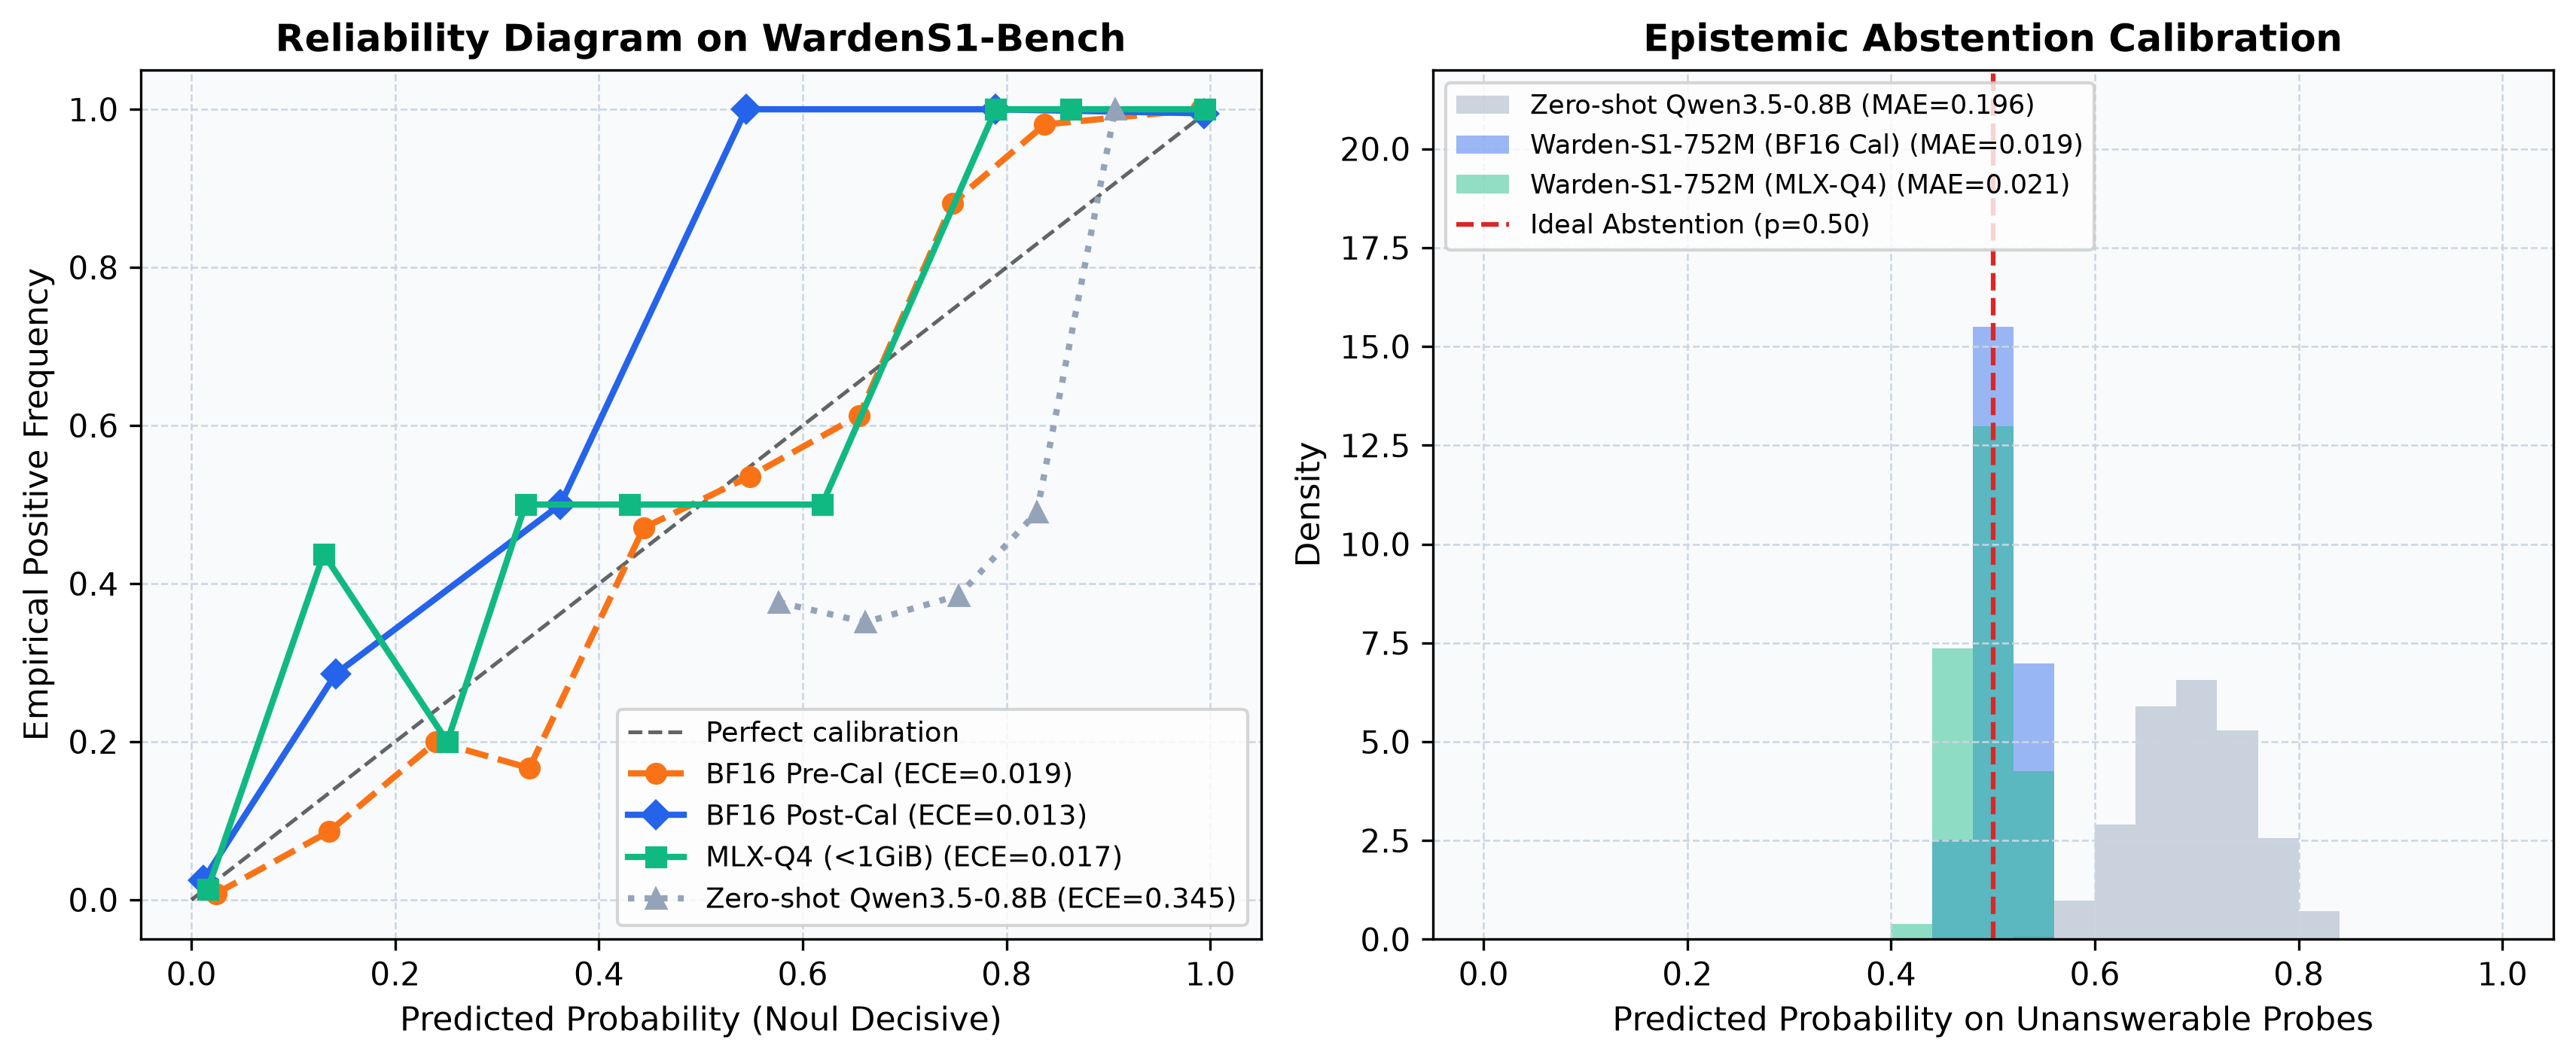 Reliability Diagram on WardenS1-Bench
Empirical Positive Frequency
1.0
0.8
0.6
0.4
0.2
0.0
0.0 0.2 0.4 0.6 0.8 1.0
Predicted Probability (Noul Decisive)
Perfect calibration
BF16 Pre-Cal (ECE=0.019)
BF16 Post-Cal (ECE=0.013)
MLX-Q4 (<1GiB) (ECE=0.017)
Zero-shot Qwen3.5-0.8B (ECE=0.345)
Epistemic Abstention Calibration
Density
20.0
17.5
15.0
12.5
10.0
7.5
5.0
2.5
0.0
0.0 0.2 0.4 0.6 0.8 1.0
Predicted Probability on Unanswerable Probes
Zero-shot Qwen3.5-0.8B (MAE=0.196)
Warden-S1-752M (BF16 Cal) (MAE=0.019)
Warden-S1-752M (MLX-Q4) (MAE=0.021)
Ideal Abstention (p=0.50)